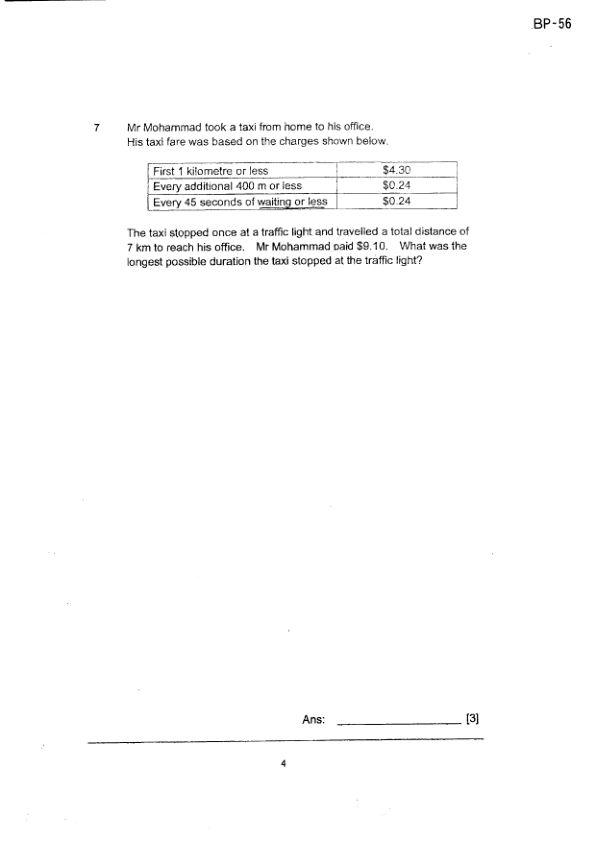 BP-56
7 Mr Mohammad took a taxi from home to his office.
His taxi fare was based on the charges shown below.
First 1 kilometre or less $4.30
Every additional 400 m or less $0.24
Every 45 seconds of waiting or less $0.24
The taxi stopped once at a traffic light and travelled a total distance of
7 km to reach his office. Mr Mohammad paid $9.10. What was the
longest possible duration the taxi stopped at the traffic light?
Ans: ____________________ [3]
4